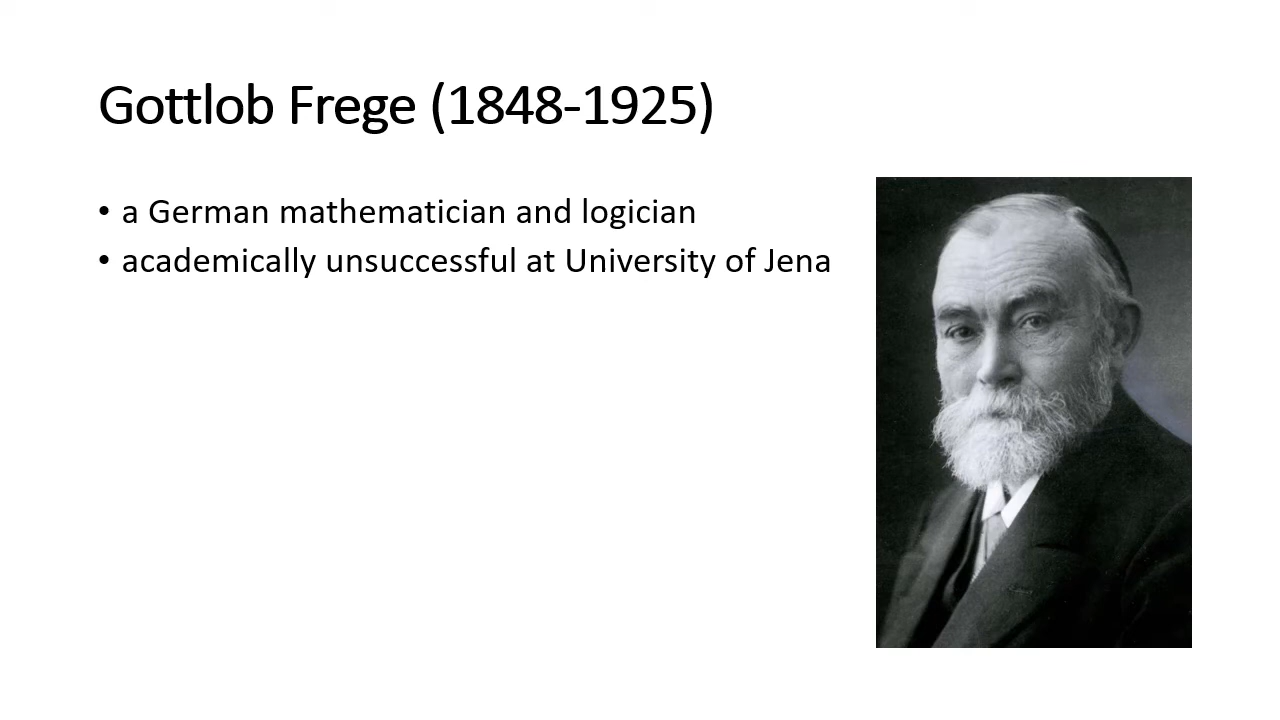 Gottlob Frege (1848-1925)
• a German mathematician and logician
• academically unsuccessful at University of Jena